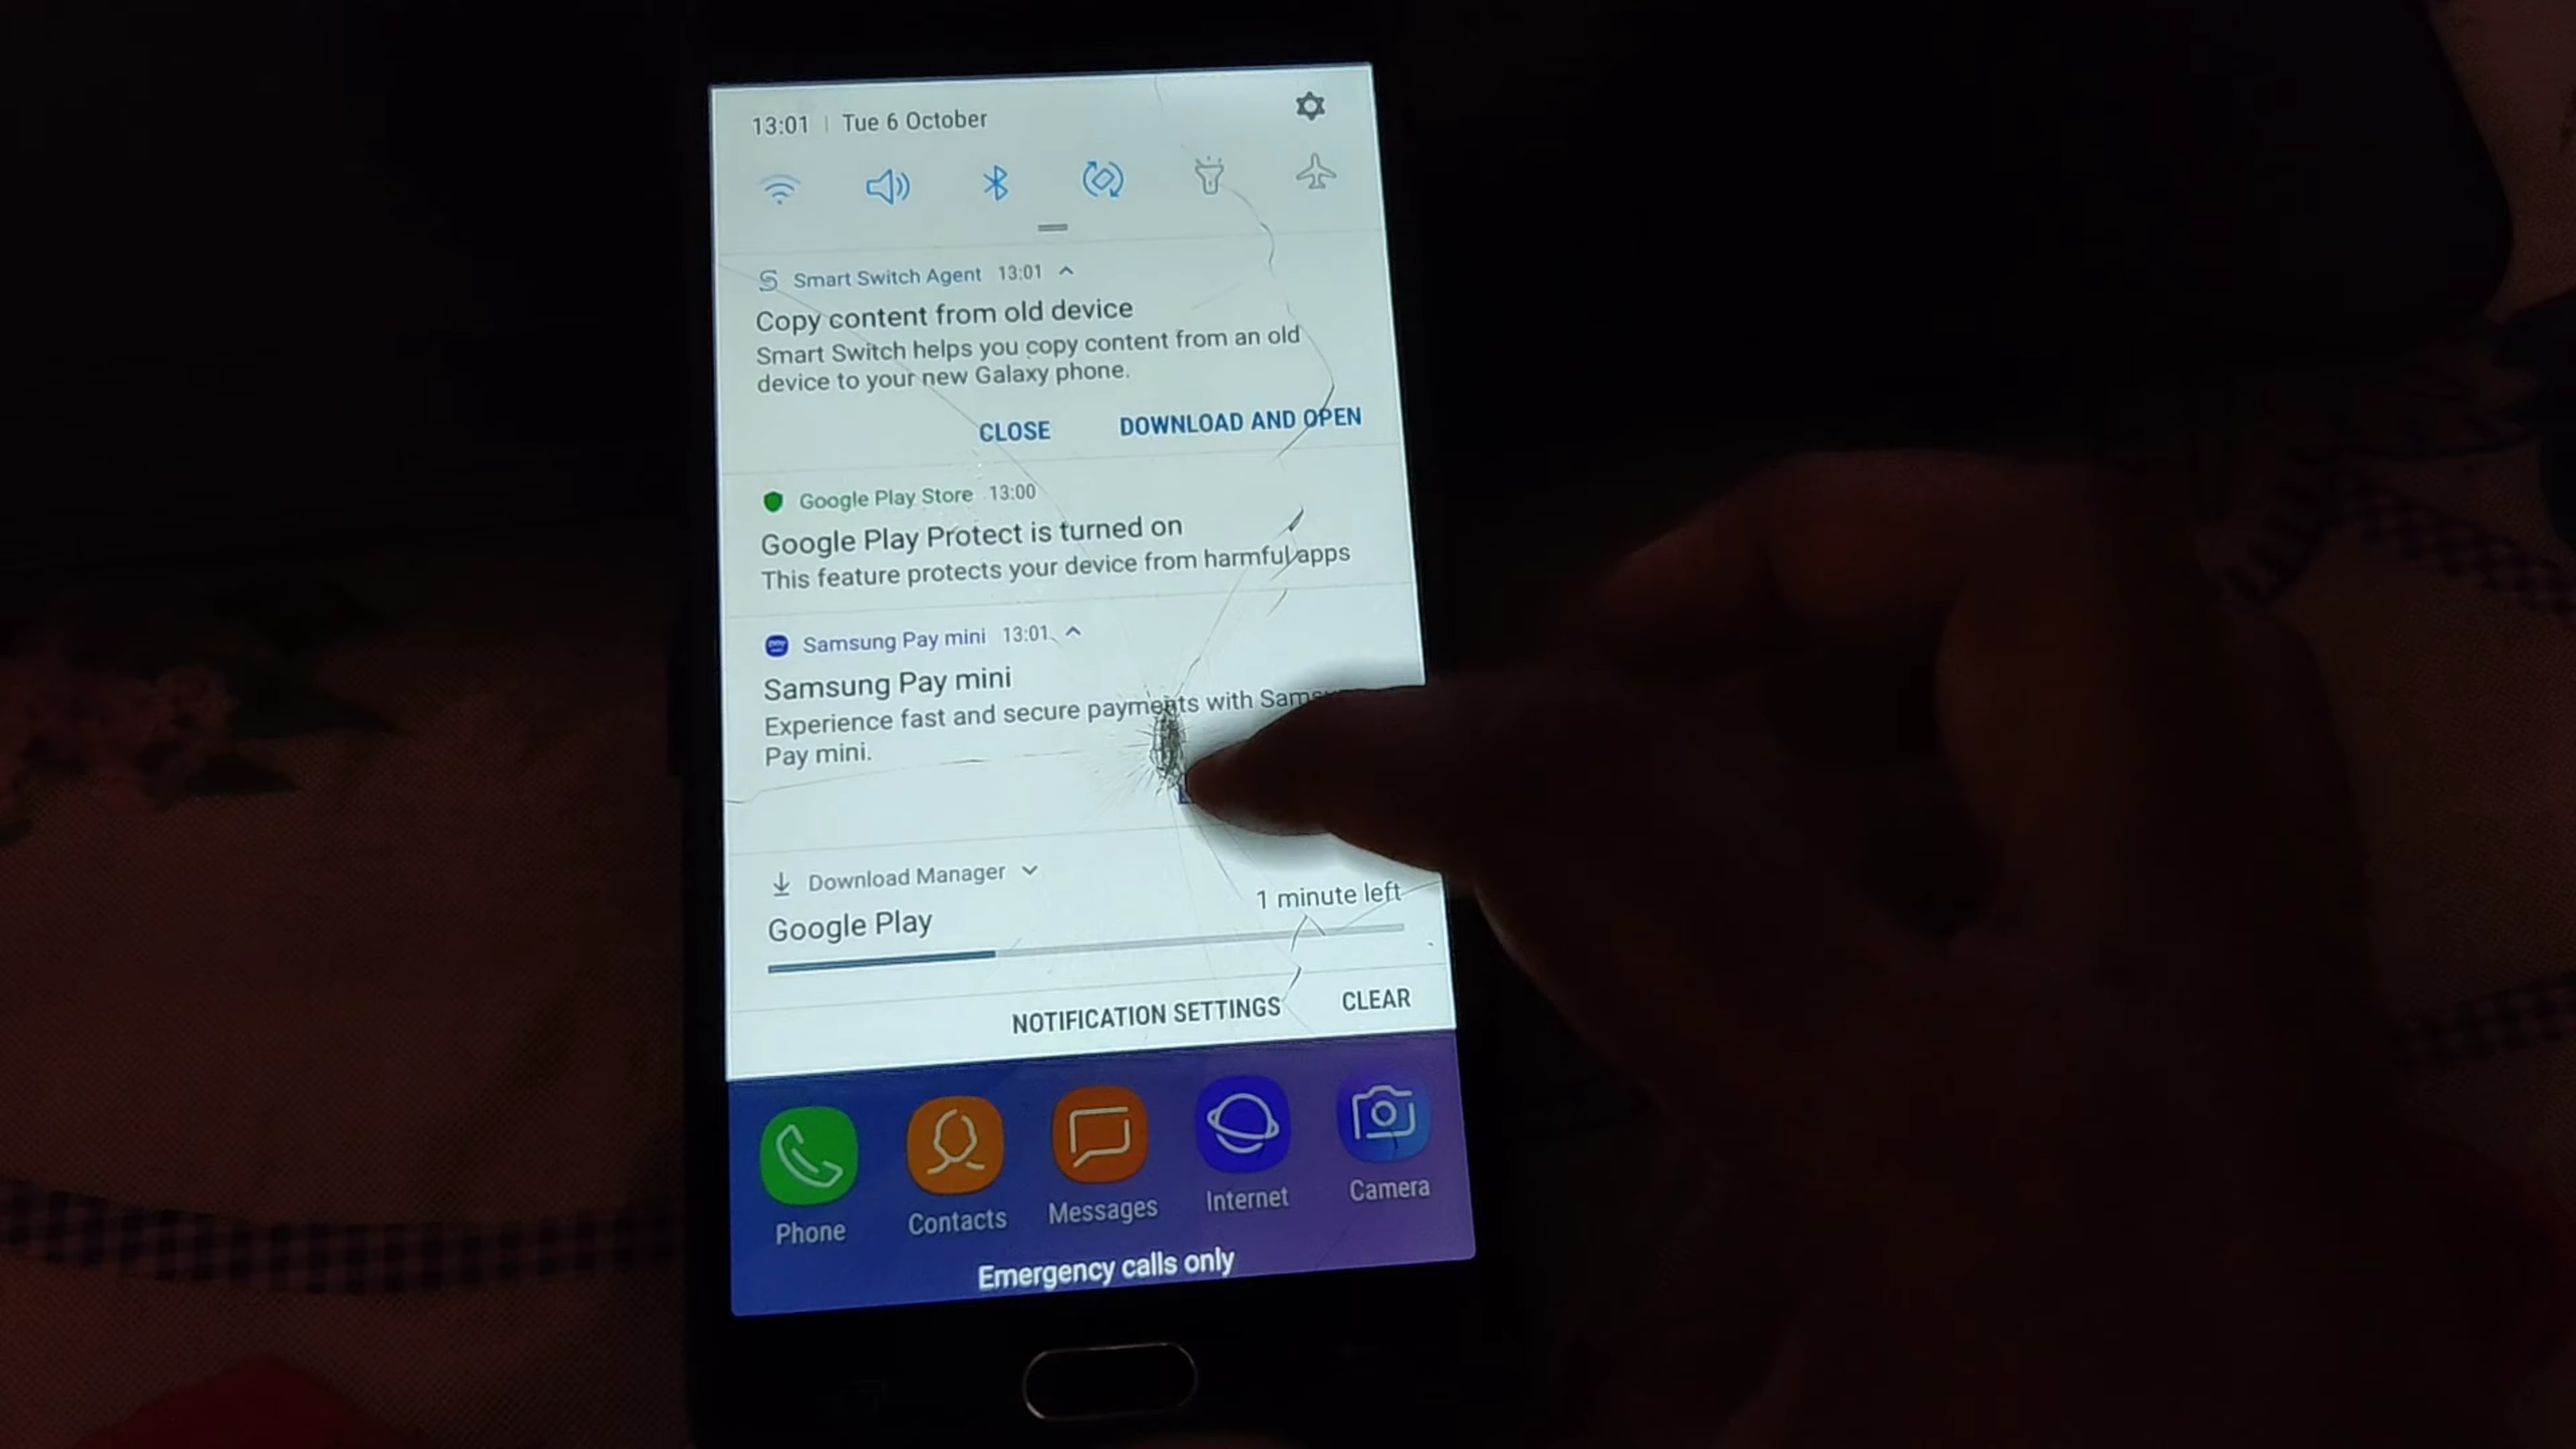 13:01 | Tue 6 October
Smart Switch Agent 13:01
Copy content from old device
Smart Switch helps you copy content from an old
device to your new Galaxy phone.
CLOSE DOWNLOAD AND OPEN
Google Play Store 13:00
Google Play Protect is turned on
This feature protects your device from harmful apps
Samsung Pay mini 13:01
Samsung Pay mini
Experience fast and secure payments with
Pay mini.
Download Manager
1 minute left
Google Play
NOTIFICATION SETTINGS CLEAR
Phone Contacts Messages Internet Camera
Emergency calls only